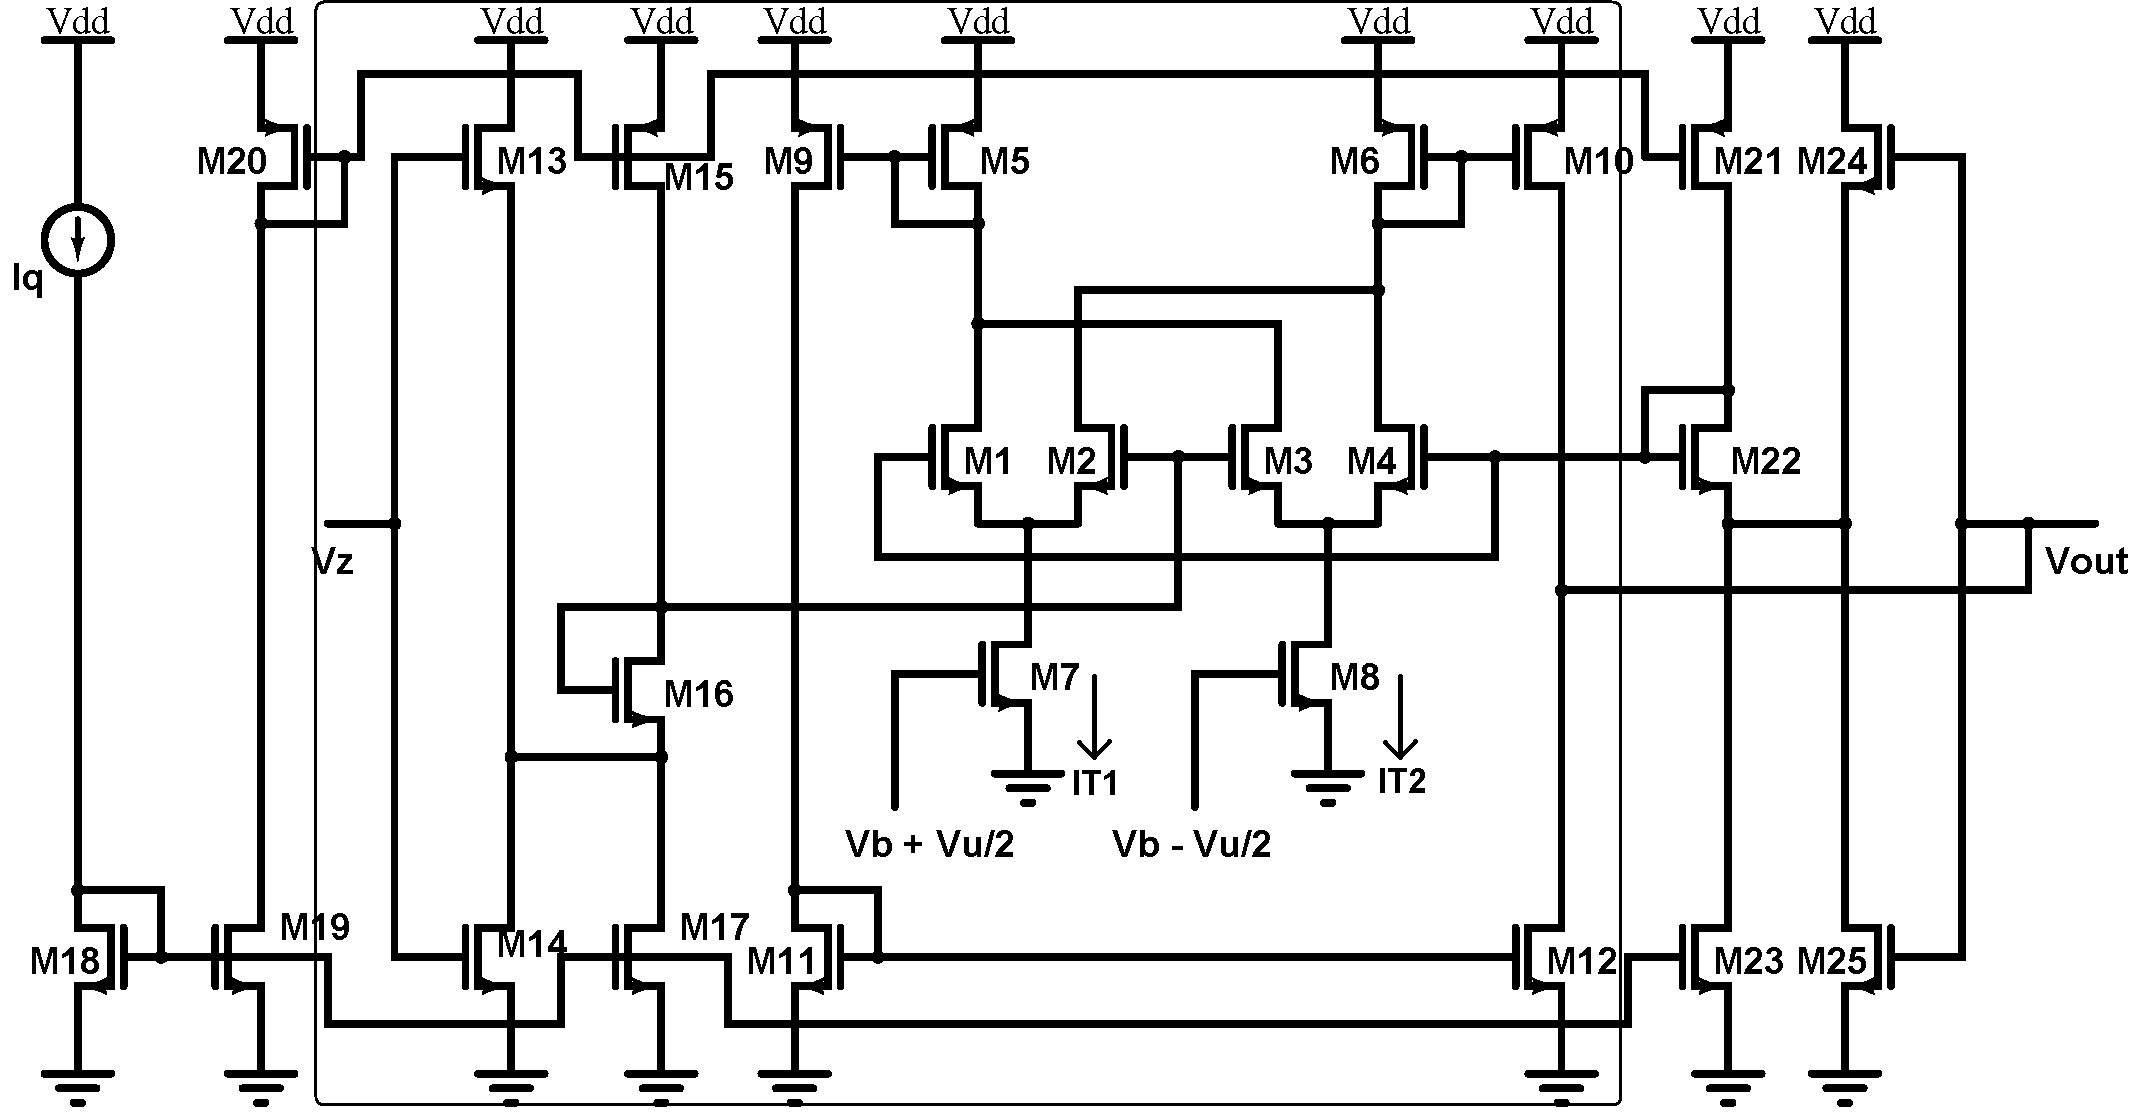 Vdd Vdd Vdd Vdd Vdd Vdd Vdd Vdd Vdd Vdd
M20 M13 M15 M9 M5 M6 M10 M21 M24
Iq
M1 M2 M3 M4 M22
Vz Vout
M16 M7 M8
IT1 IT2
Vb + Vu/2 Vb - Vu/2
M18 M19 M14 M17 M11 M12 M23 M25